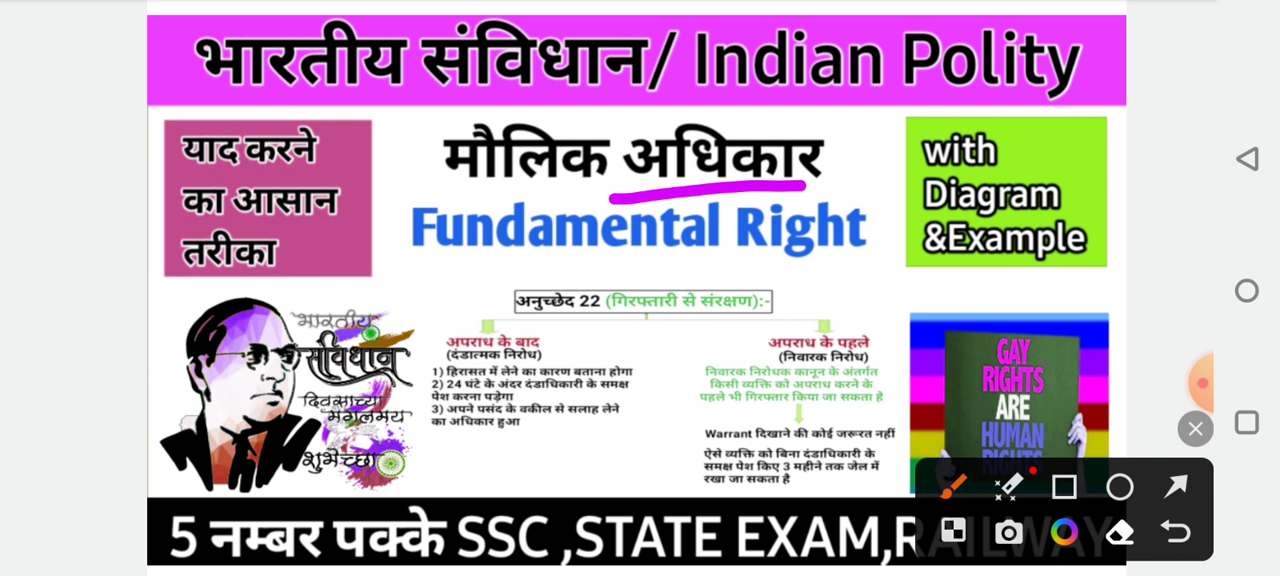 भारतीय संविधान/ Indian Polity
याद करने
का आसान
तरीका
मौलिक अधिकार
Fundamental Right
with
Diagram
&Example
भारतीय
संविधान
दिवसाच्या
मंगलमय
शुभेच्छा
अनुच्छेद 22 (गिरफ्तारी से संरक्षण):-
अपराध के बाद
(दंडात्मक निरोध)
1) हिरासत में लेने का कारण बताना होगा
2) 24 घंटे के अंदर दंडाधिकारी के समक्ष
पेश करना पड़ेगा
3) अपने पसंद के वकील से सलाह लेने
का अधिकार हुआ
अपराध के पहले
(निवारक निरोध)
निवारक निरोधक कानून के अंतर्गत
किसी व्यक्ति को अपराध करने के
पहले भी गिरफ्तार किया जा सकता है
Warrant दिखाने की कोई जरूरत नहीं
ऐसे व्यक्ति को बिना दंडाधिकारी के
समक्ष पेश किए 3 महीने तक जेल में
रखा जा सकता है
GAY
RIGHTS
ARE
HUMAN
RIGHTS
5 नम्बर पक्के SSC ,STATE EXAM,RAILWAY